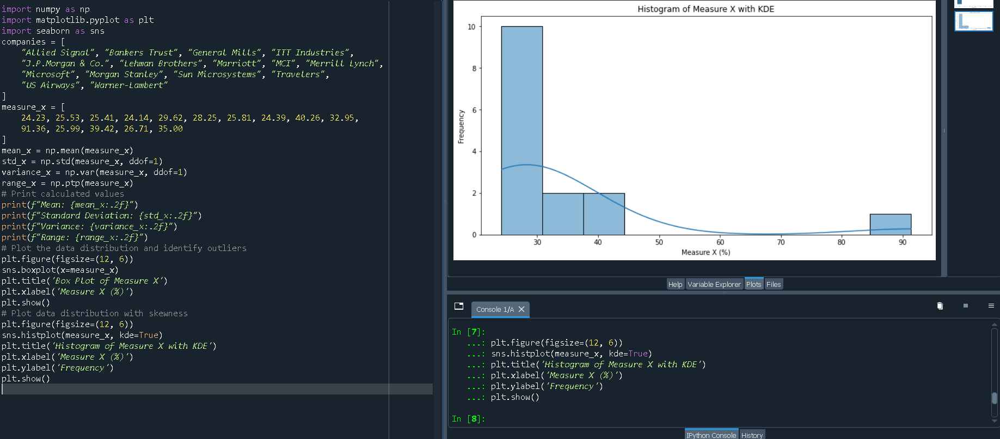 import numpy as np
import matplotlib.pyplot as plt
import seaborn as sns
companies = [
    "Allied Signal", "Bankers Trust", "General Mills", "ITT Industries",
    "J.P.Morgan & Co.", "Lehman Brothers", "Marriott", "MCI", "Merrill Lynch",
    "Microsoft", "Morgan Stanley", "Sun Microsystems", "Travelers",
    "US Airways", "Warner-Lambert"
]
measure_x = [
    24.23, 25.53, 25.41, 24.14, 29.62, 28.25, 25.81, 24.39, 40.26, 32.95,
    91.36, 25.99, 39.42, 26.71, 35.00
]
mean_x = np.mean(measure_x)
std_x = np.std(measure_x, ddof=1)
variance_x = np.var(measure_x, ddof=1)
range_x = np.ptp(measure_x)
# Print calculated values
print(f"Mean: {mean_x:.2f}")
print(f"Standard Deviation: {std_x:.2f}")
print(f"Variance: {variance_x:.2f}")
print(f"Range: {range_x:.2f}")
# Plot the data distribution and identify outliers
plt.figure(figsize=(12, 6))
sns.boxplot(x=measure_x)
plt.title('Box Plot of Measure X')
plt.xlabel('Measure X (%)')
plt.show()
# Plot data distribution with skewness
plt.figure(figsize=(12, 6))
sns.histplot(measure_x, kde=True)
plt.title('Histogram of Measure X with KDE')
plt.xlabel('Measure X (%)')
plt.ylabel('Frequency')
plt.show()
Histogram of Measure X with KDE
Frequency
10
8
6
4
2
0
30 40 50 60 70 80 90
Measure X (%)
Help Variable Explorer Plots Files
Console 1/A
In [7]:
   ...: plt.figure(figsize=(12, 6))
   ...: sns.histplot(measure_x, kde=True)
   ...: plt.title('Histogram of Measure X with KDE')
   ...: plt.xlabel('Measure X (%)')
   ...: plt.ylabel('Frequency')
   ...: plt.show()
In [8]:
IPython Console History